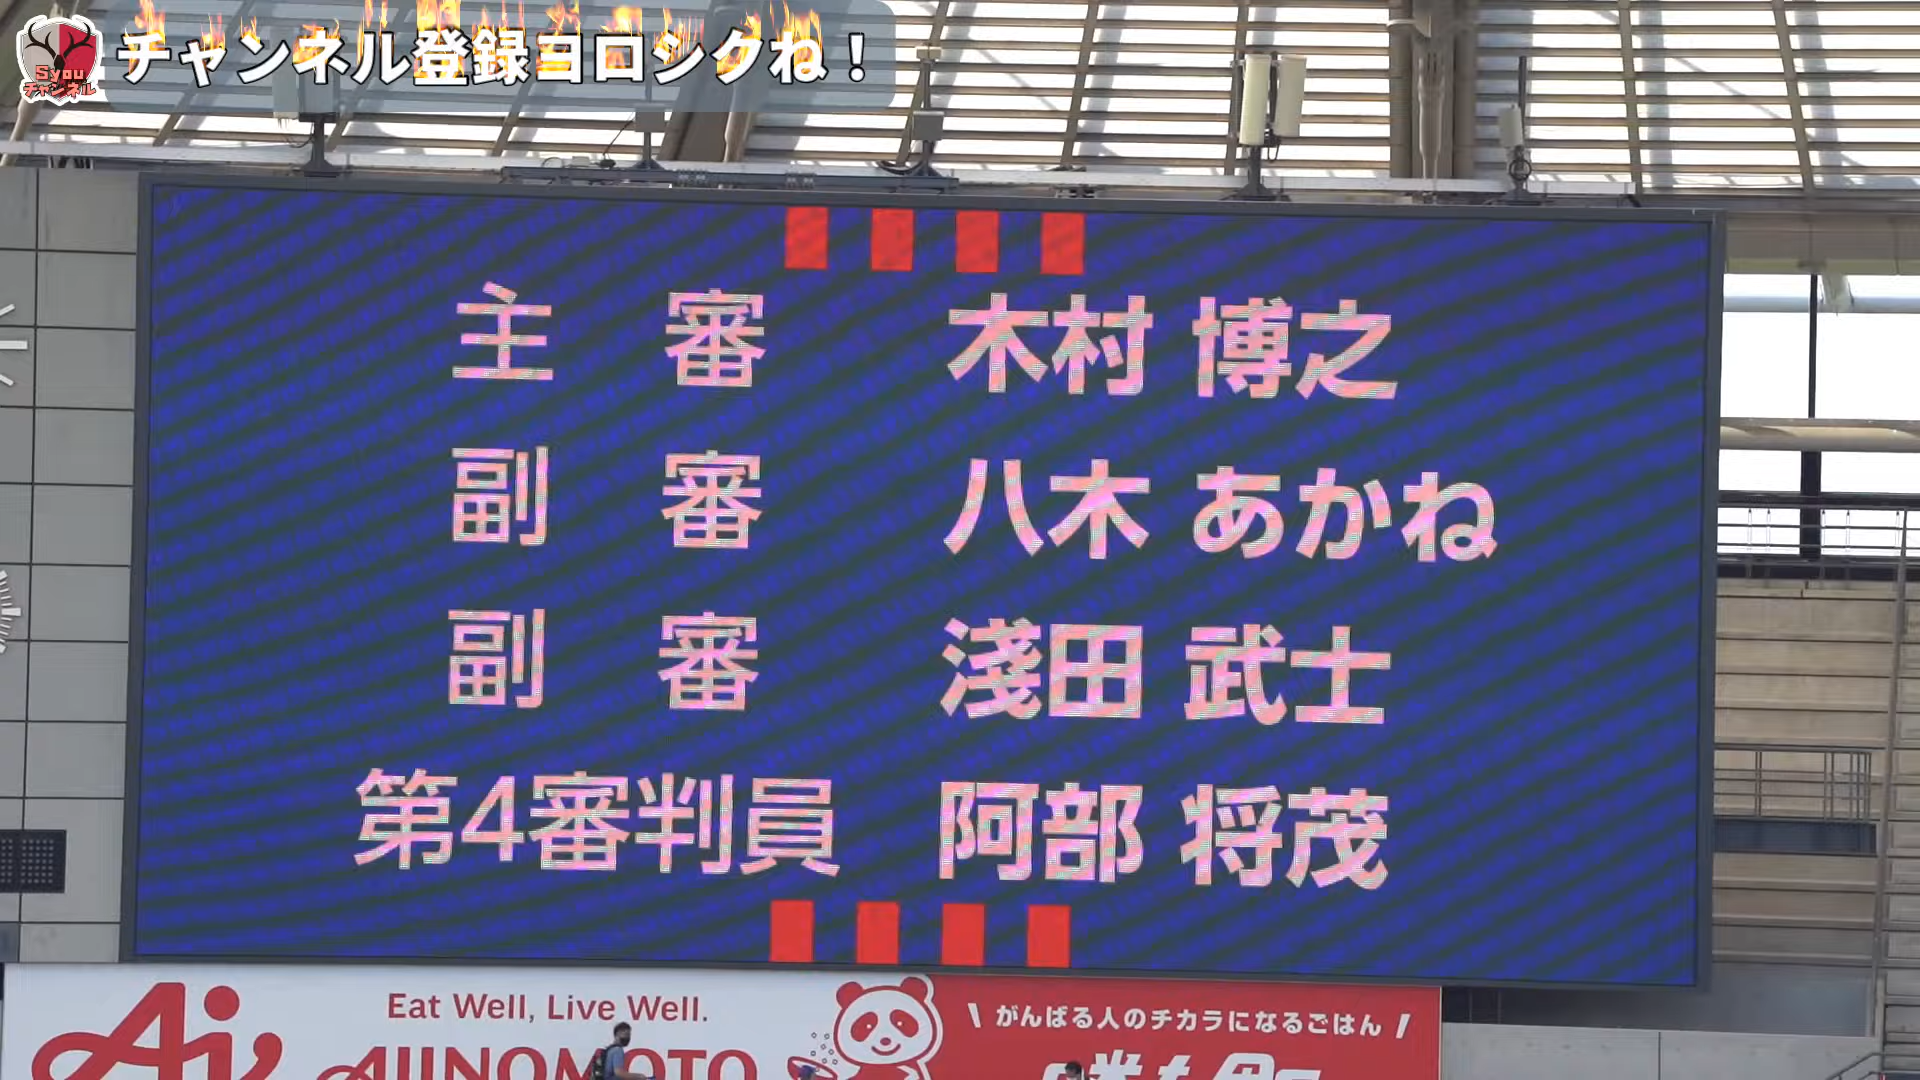 Syou
チャンネル
チャンネル登録ヨロシクね！
主 審 木村 博之
副 審 八木 あかね
副 審 淺田 武士
第4審判員 阿部 将茂
Eat Well, Live Well.
AJINOMOTO
\ がんばる人のチカラになるごはん /